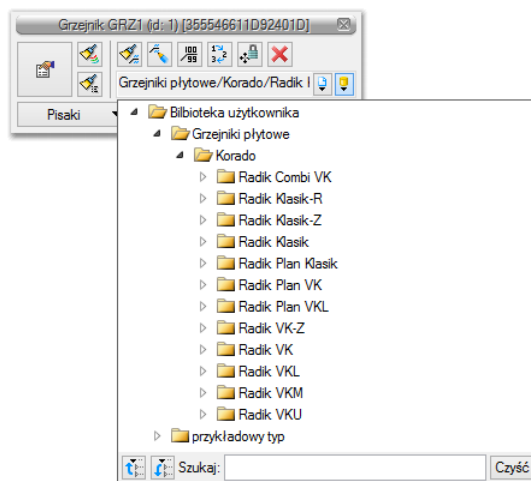 Grzejnik GRZ1 (id: 1) [355546611D92401D]
Grzejniki płytowe/Korado/Radik
Pisaki
Bilbioteka użytkownika
Grzejniki płytowe
Korado
Radik Combi VK
Radik Klasik-R
Radik Klasik-Z
Radik Klasik
Radik Plan Klasik
Radik Plan VK
Radik Plan VKL
Radik VK-Z
Radik VK
Radik VKL
Radik VKM
Radik VKU
przykładowy typ
Szukaj:
Czyść